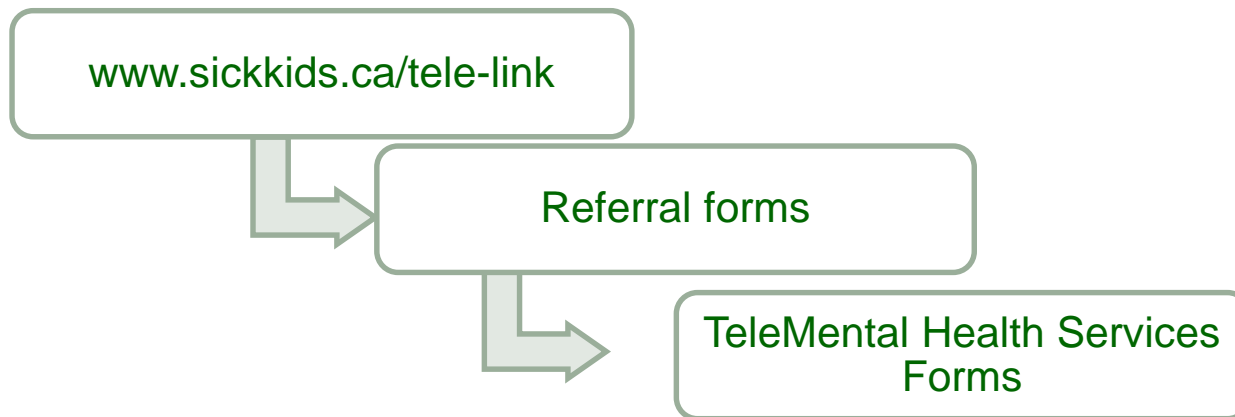 www.sickkids.ca/tele-link
Referral forms
TeleMental Health Services
Forms